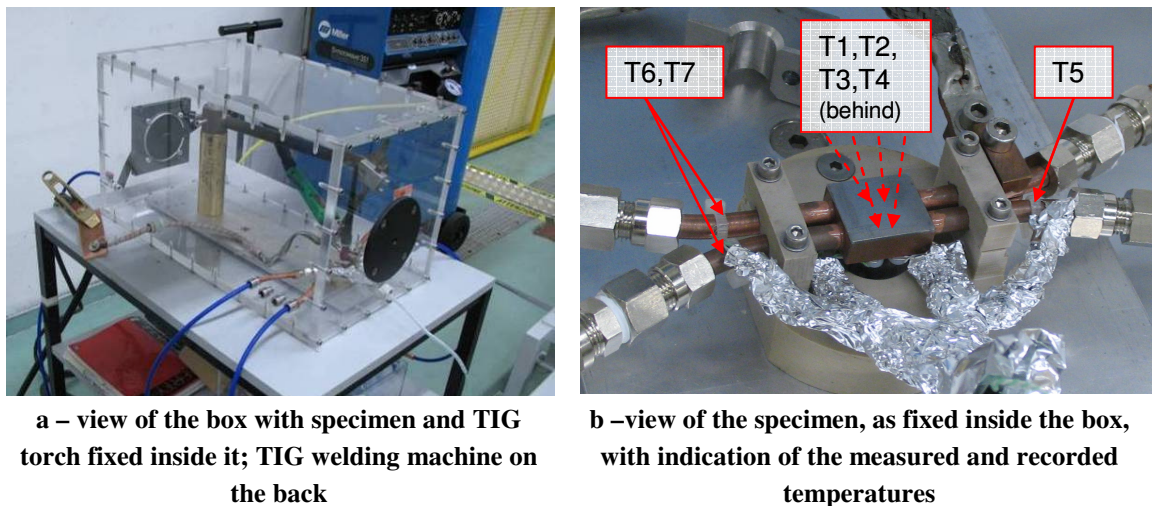 Miller
T6,T7
T1,T2,
T3,T4
(behind)
T5
a – view of the box with specimen and TIG
torch fixed inside it; TIG welding machine on
the back
b –view of the specimen, as fixed inside the box,
with indication of the measured and recorded
temperatures